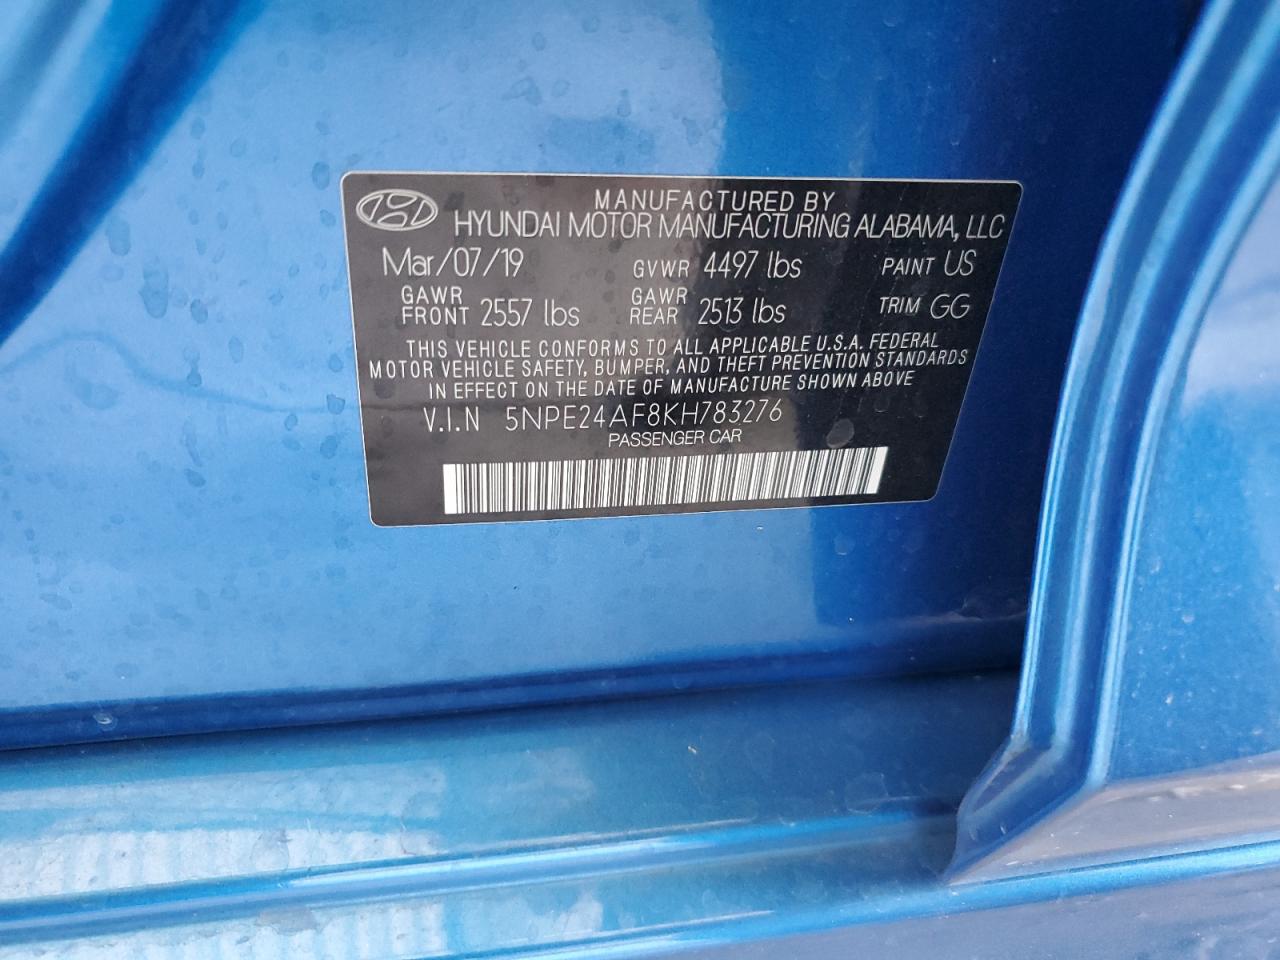 MANUFACTURED BY
HYUNDAI MOTOR MANUFACTURING ALABAMA, LLC
Mar/07/19 GVWR 4497 lbs PAINT US
GAWR FRONT 2557 lbs GAWR REAR 2513 lbs TRIM GG
THIS VEHICLE CONFORMS TO ALL APPLICABLE U.S.A. FEDERAL
MOTOR VEHICLE SAFETY, BUMPER, AND THEFT PREVENTION STANDARDS
IN EFFECT ON THE DATE OF MANUFACTURE SHOWN ABOVE
V.I.N 5NPE24AF8KH783276
PASSENGER CAR